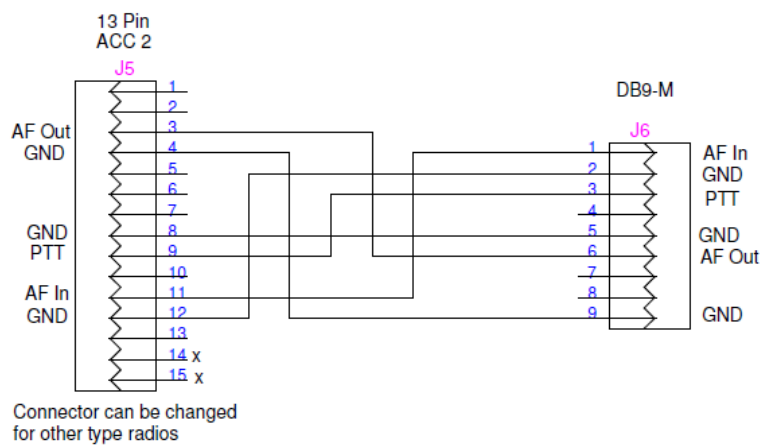 13 Pin
ACC 2
J5
1
2
AF Out 3
GND 4
5
6
7
GND 8
PTT 9
10
AF In 11
GND 12
13
14 x
15 x
Connector can be changed
for other type radios
DB9-M
J6
1 AF In
2 GND
3 PTT
4
5 GND
6 AF Out
7
8
9 GND